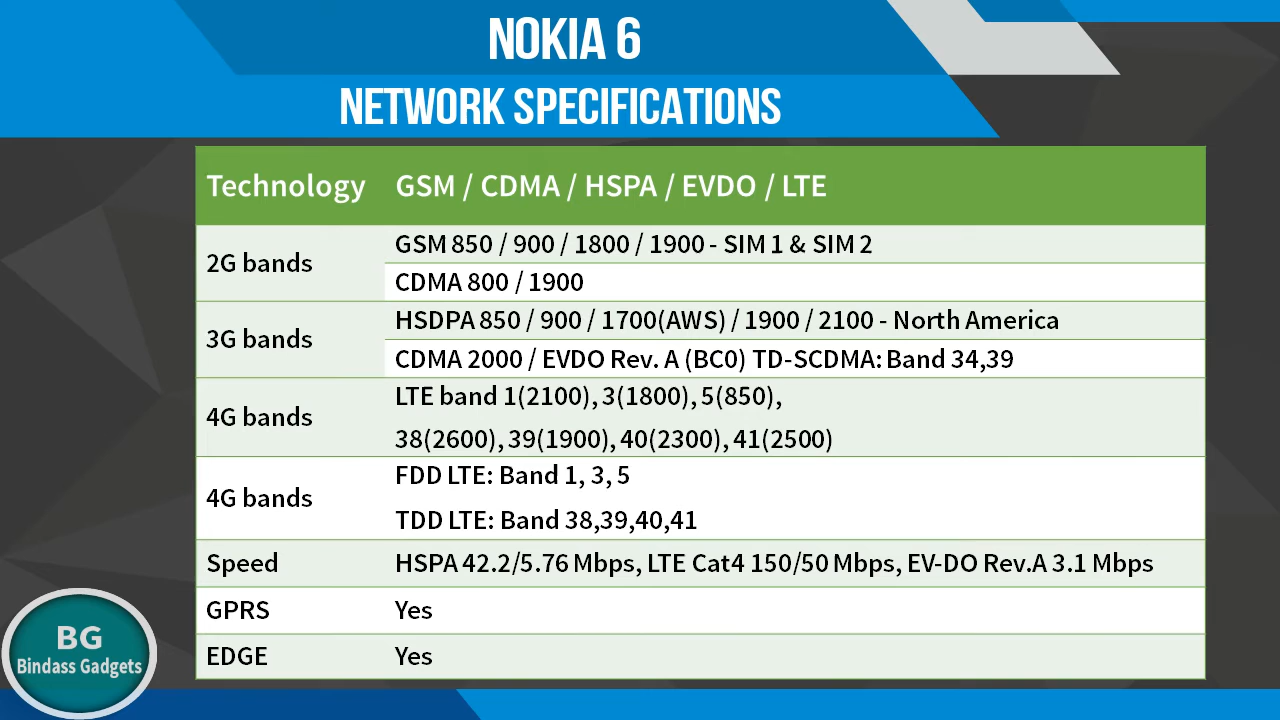 NOKIA 6
NETWORK SPECIFICATIONS
Technology GSM / CDMA / HSPA / EVDO / LTE
2G bands GSM 850 / 900 / 1800 / 1900 - SIM 1 & SIM 2
CDMA 800 / 1900
3G bands HSDPA 850 / 900 / 1700(AWS) / 1900 / 2100 - North America
CDMA 2000 / EVDO Rev. A (BC0) TD-SCDMA: Band 34,39
4G bands LTE band 1(2100), 3(1800), 5(850),
38(2600), 39(1900), 40(2300), 41(2500)
4G bands FDD LTE: Band 1, 3, 5
TDD LTE: Band 38,39,40,41
Speed HSPA 42.2/5.76 Mbps, LTE Cat4 150/50 Mbps, EV-DO Rev.A 3.1 Mbps
GPRS Yes
EDGE Yes
BG
Bindass Gadgets